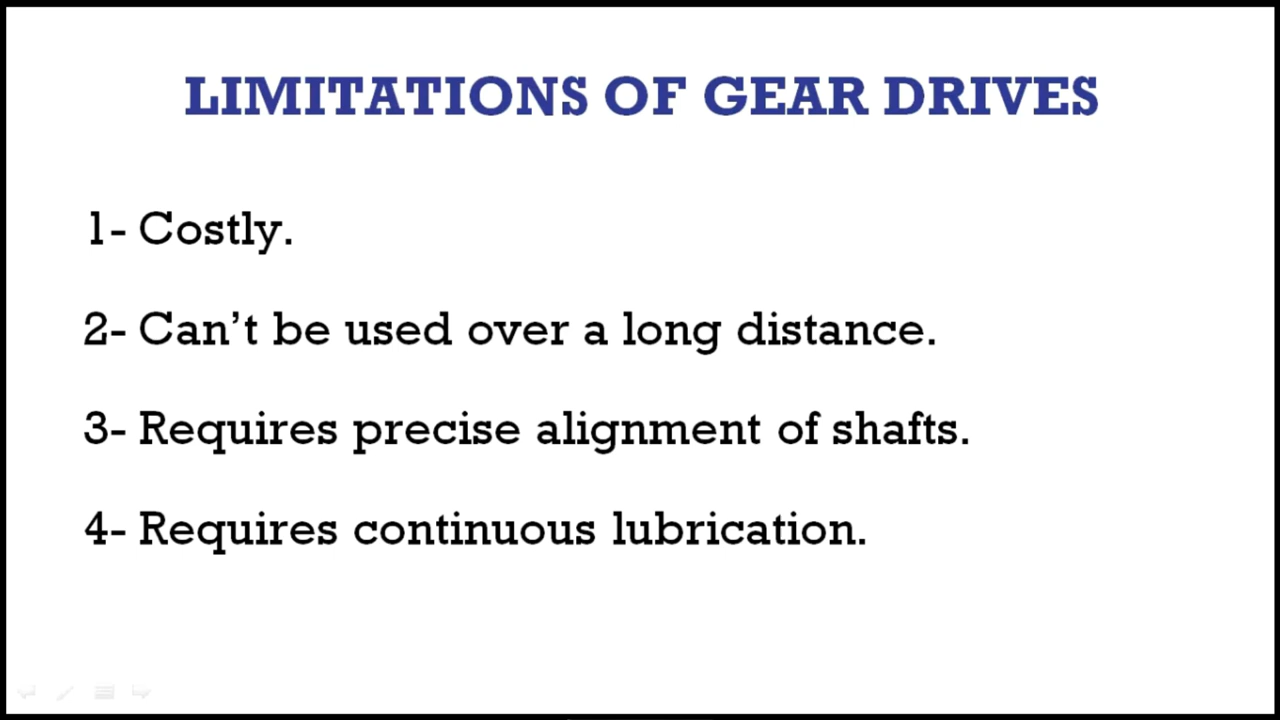 LIMITATIONS OF GEAR DRIVES
1- Costly.
2- Can’t be used over a long distance.
3- Requires precise alignment of shafts.
4- Requires continuous lubrication.